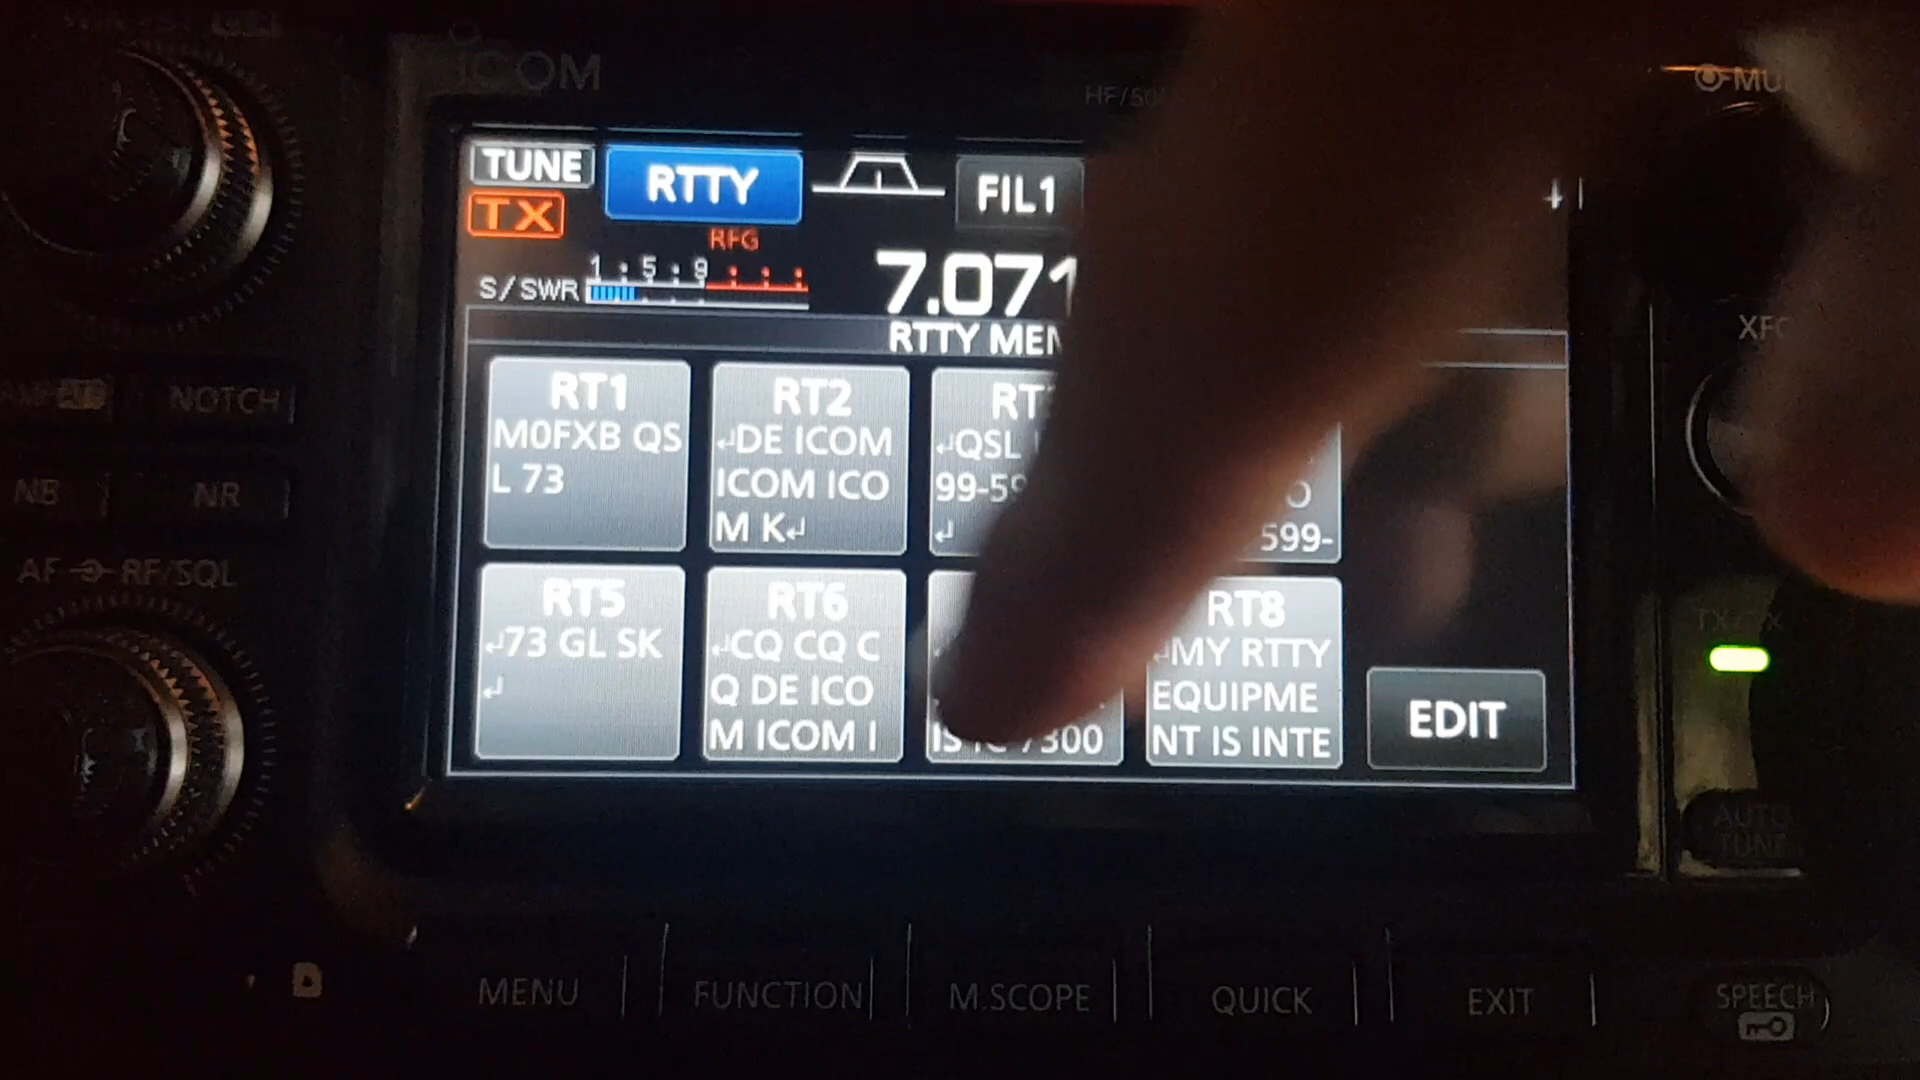 ICOM
HF/50
MU
TUNE
RTTY
FIL1
TX
RFG
1 : 5 : 9
S/SWR
7.071
RTTY MEM
XFC
RT1
M0FXB QS
L 73
RT2
↲DE ICOM
ICOM ICO
M K↲
RT
↲QSL
99-59
↲
O
599-
NOTCH
NB
NR
AF RF/SQL
RT5
↲73 GL SK
↲
RT6
↲CQ CQ C
Q DE ICO
M ICOM I
IS IC-7300
RT8
↲MY RTTY
EQUIPME
NT IS INTE
EDIT
AUTO
TUNE
MENU
FUNCTION
M.SCOPE
QUICK
EXIT
SPEECH